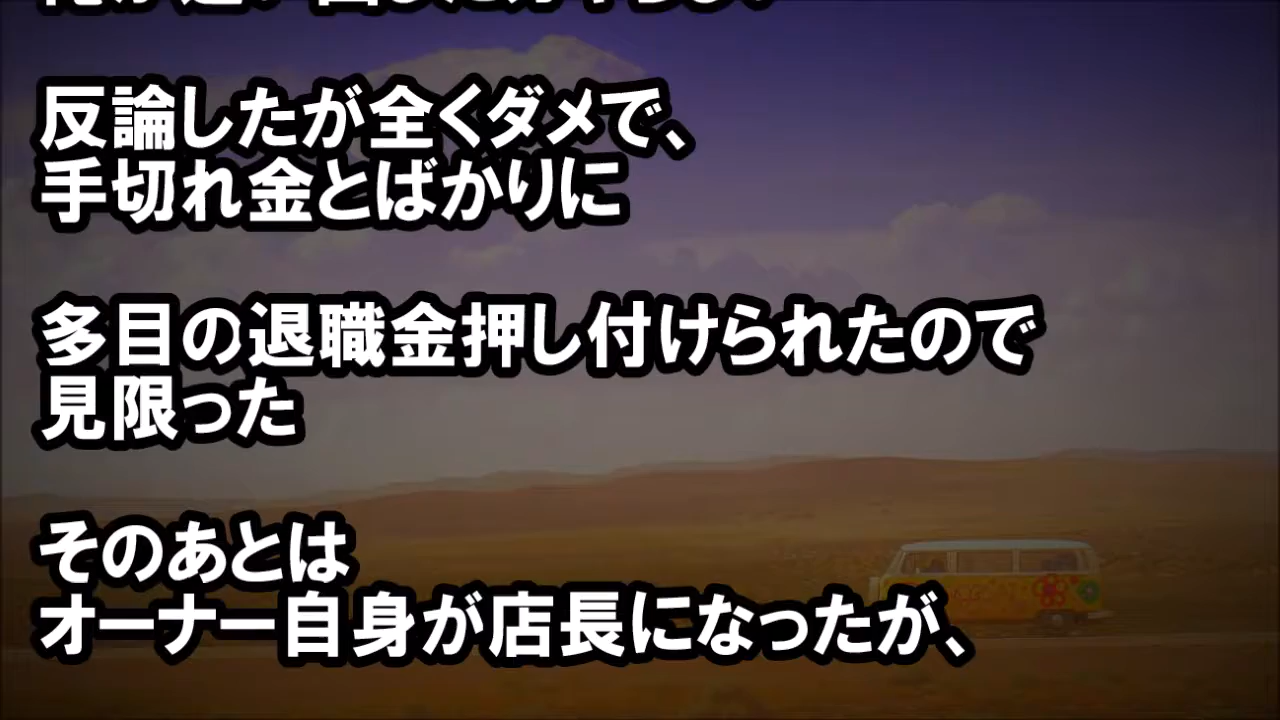 反論したが全くダメで、
手切れ金とばかりに
多目の退職金押し付けられたので
見限った
そのあとは
オーナー自身が店長になったが、